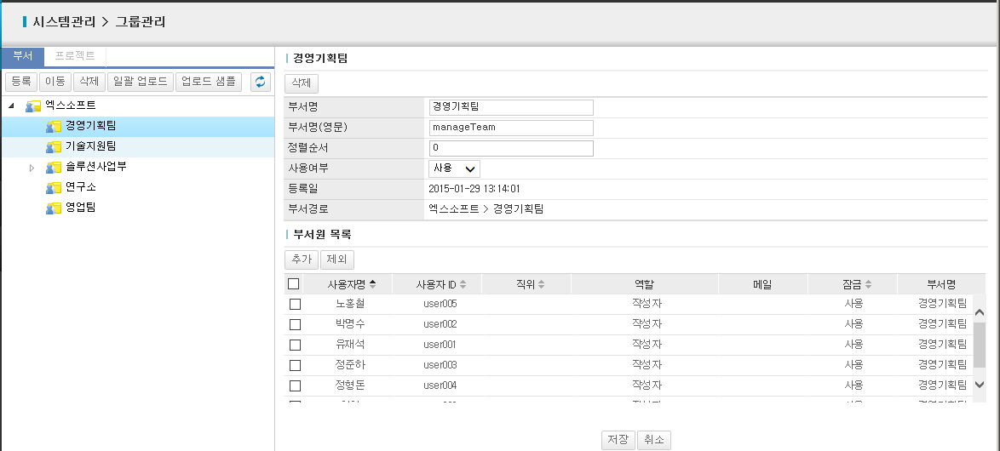 시스템관리 > 그룹관리
부서 프로젝트
등록 이동 삭제 일괄 업로드 업로드 샘플
엑스소프트
경영기획팀
기술지원팀
솔루션사업부
연구소
영업팀
경영기획팀
삭제
부서명 경영기획팀
부서명(영문) manageTeam
정렬순서 0
사용여부 사용
등록일 2015-01-29 13:14:01
부서경로 엑스소프트 > 경영기획팀
부서원 목록
추가 제외
사용자명 사용자 ID 직위 역할 메일 잠금 부서명
노홍철 user005 작성자 사용 경영기획팀
박명수 user002 작성자 사용 경영기획팀
유재석 user001 작성자 사용 경영기획팀
정준하 user003 작성자 사용 경영기획팀
정형돈 user004 작성자 사용 경영기획팀
저장 취소